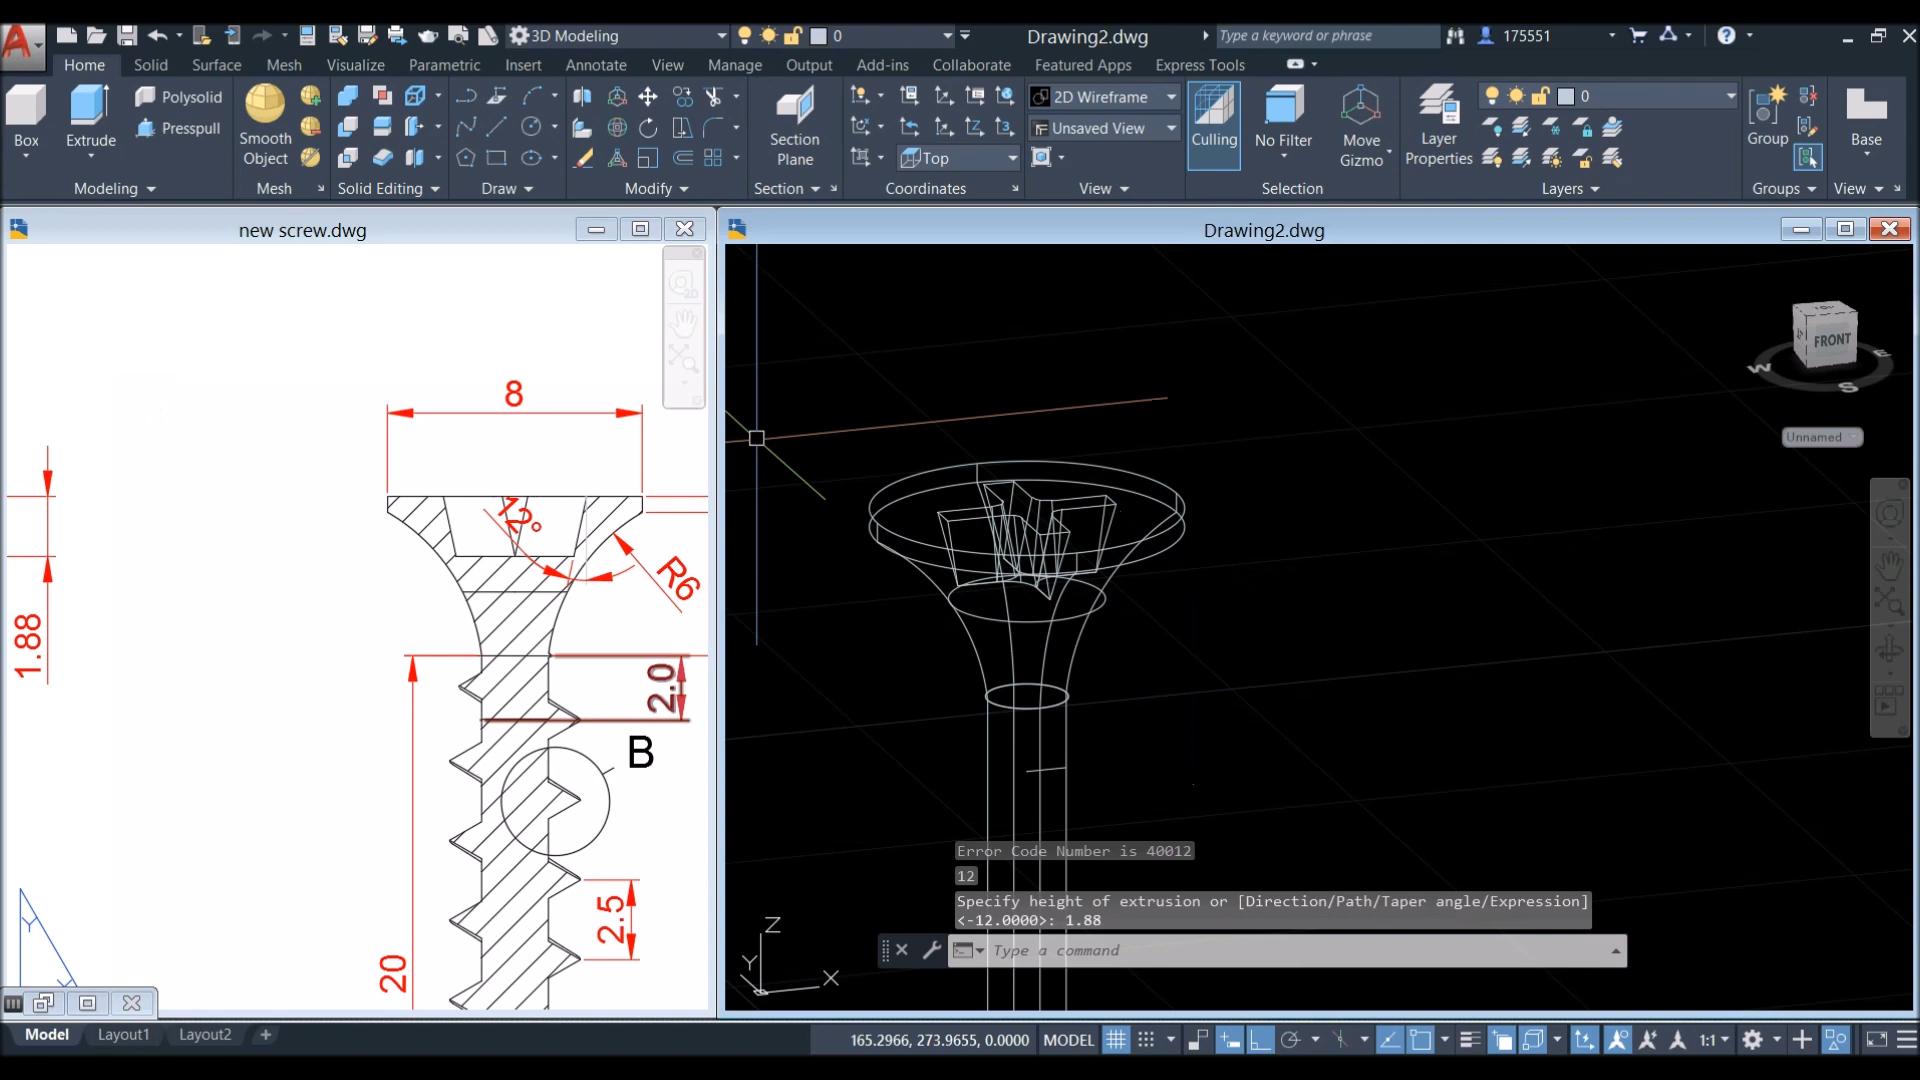 3D Modeling
0
Drawing2.dwg
Type a keyword or phrase
175551
Home
Solid
Surface
Mesh
Visualize
Parametric
Insert
Annotate
View
Manage
Output
Add-ins
Collaborate
Featured Apps
Express Tools
Box
Extrude
Polysolid
Presspull
Smooth
Object
Section
Plane
2D Wireframe
Unsaved View
Top
Culling
No Filter
Move
Gizmo
Layer
Properties
0
Group
Base
Modeling
Mesh
Solid Editing
Draw
Modify
Section
Coordinates
View
Selection
Layers
Groups
View
new screw.dwg
Drawing2.dwg
8
12°
R6
1.88
2.0
B
2.5
20
Y
FRONT
W
S
E
Unnamed
Error Code Number is 40012
12
Specify height of extrusion or [Direction/Path/Taper angle/Expression]
<-12.0000>: 1.88
Type a command
Z
Y
X
Model
Layout1
Layout2
165.2966, 273.9655, 0.0000
MODEL
1:1